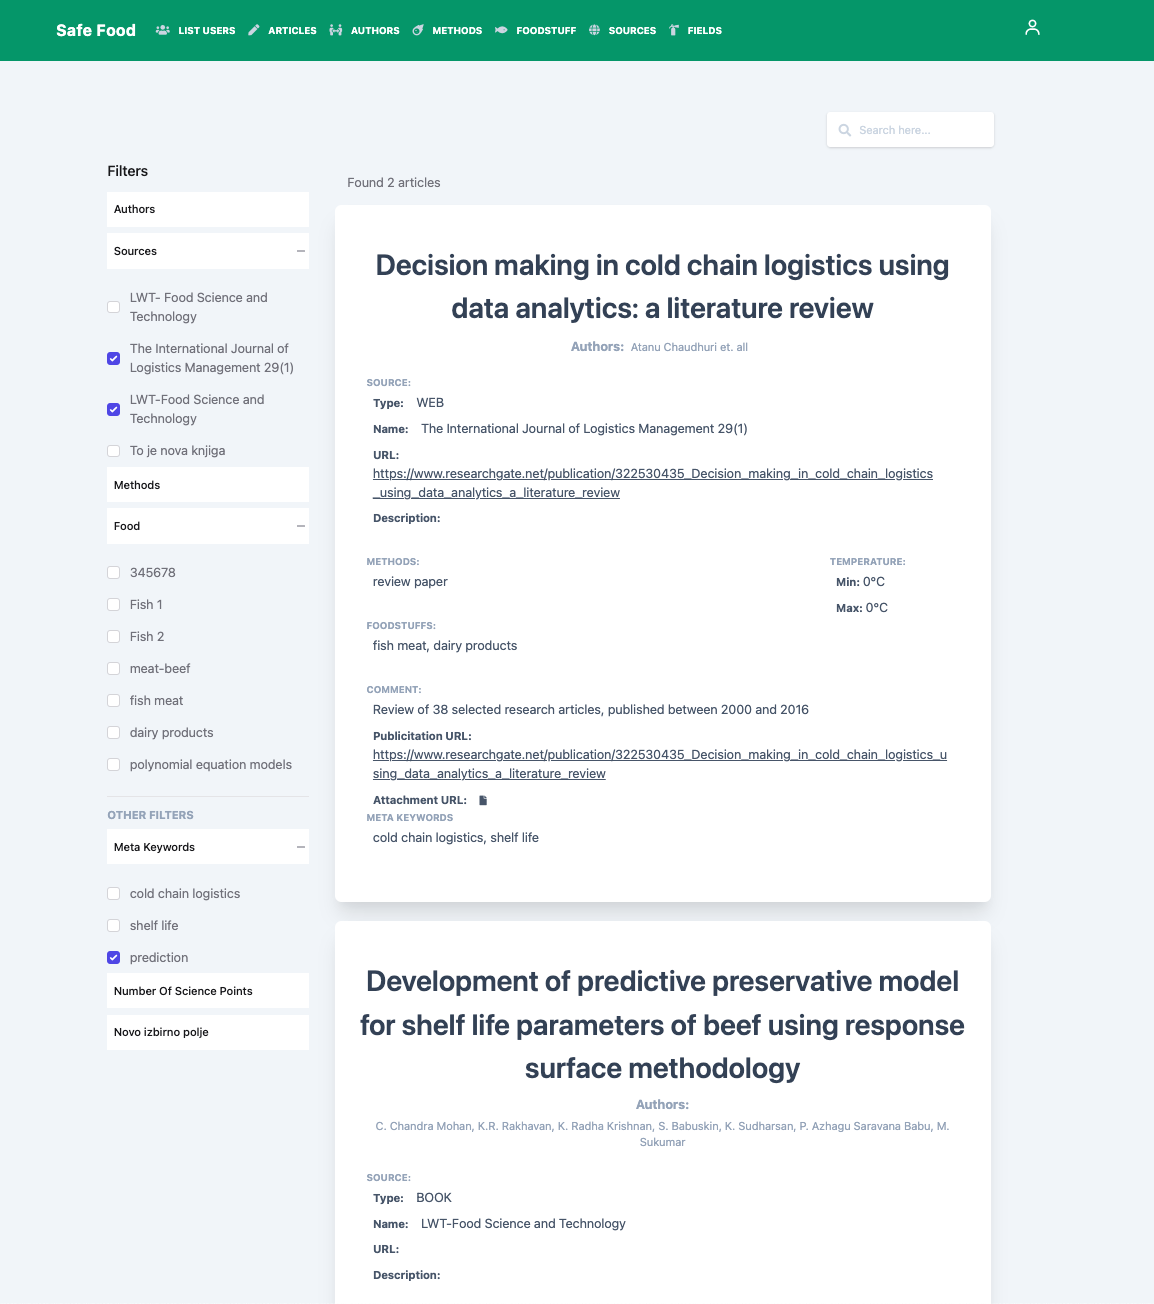 Safe Food
LIST USERS
ARTICLES
AUTHORS
METHODS
FOODSTUFF
SOURCES
FIELDS
Search here...
Filters
Authors
Sources
LWT- Food Science and
Technology
The International Journal of
Logistics Management 29(1)
LWT-Food Science and
Technology
To je nova knjiga
Methods
Food
345678
Fish 1
Fish 2
meat-beef
fish meat
dairy products
polynomial equation models
OTHER FILTERS
Meta Keywords
cold chain logistics
shelf life
prediction
Number Of Science Points
Novo izbirno polje
Found 2 articles
Decision making in cold chain logistics using
data analytics: a literature review
Authors: Atanu Chaudhuri et. all
SOURCE:
Type: WEB
Name: The International Journal of Logistics Management 29(1)
URL:
https://www.researchgate.net/publication/322530435_Decision_making_in_cold_chain_logistics
_using_data_analytics_a_literature_review
Description:
METHODS:
review paper
TEMPERATURE:
Min: 0°C
Max: 0°C
FOODSTUFFS:
fish meat, dairy products
COMMENT:
Review of 38 selected research articles, published between 2000 and 2016
Publicitation URL:
https://www.researchgate.net/publication/322530435_Decision_making_in_cold_chain_logistics_u
sing_data_analytics_a_literature_review
Attachment URL:
META KEYWORDS
cold chain logistics, shelf life
Development of predictive preservative model
for shelf life parameters of beef using response
surface methodology
Authors:
C. Chandra Mohan, K.R. Rakhavan, K. Radha Krishnan, S. Babuskin, K. Sudharsan, P. Azhagu Saravana Babu, M.
Sukumar
SOURCE:
Type: BOOK
Name: LWT-Food Science and Technology
URL:
Description: